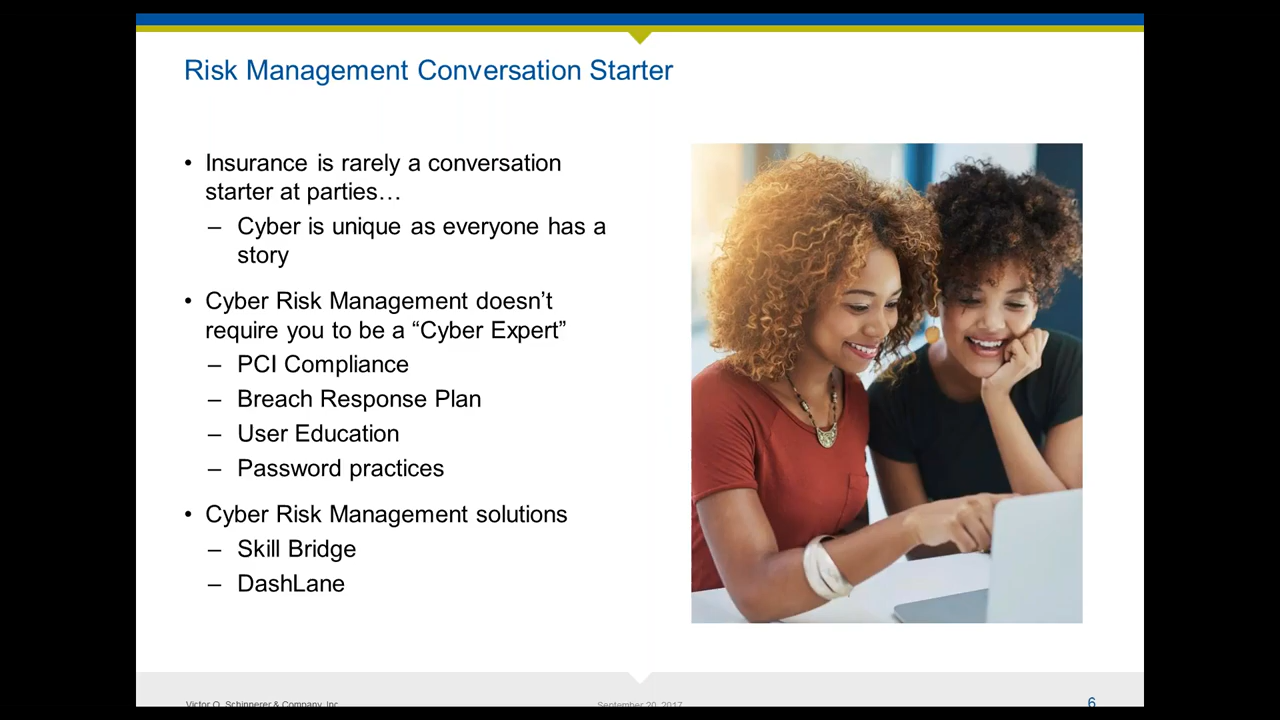 Risk Management Conversation Starter
• Insurance is rarely a conversation
starter at parties…
– Cyber is unique as everyone has a
story
• Cyber Risk Management doesn’t
require you to be a “Cyber Expert”
– PCI Compliance
– Breach Response Plan
– User Education
– Password practices
• Cyber Risk Management solutions
– Skill Bridge
– DashLane
Victor O. Schinnerer & Company, Inc.
September 20, 2017
6